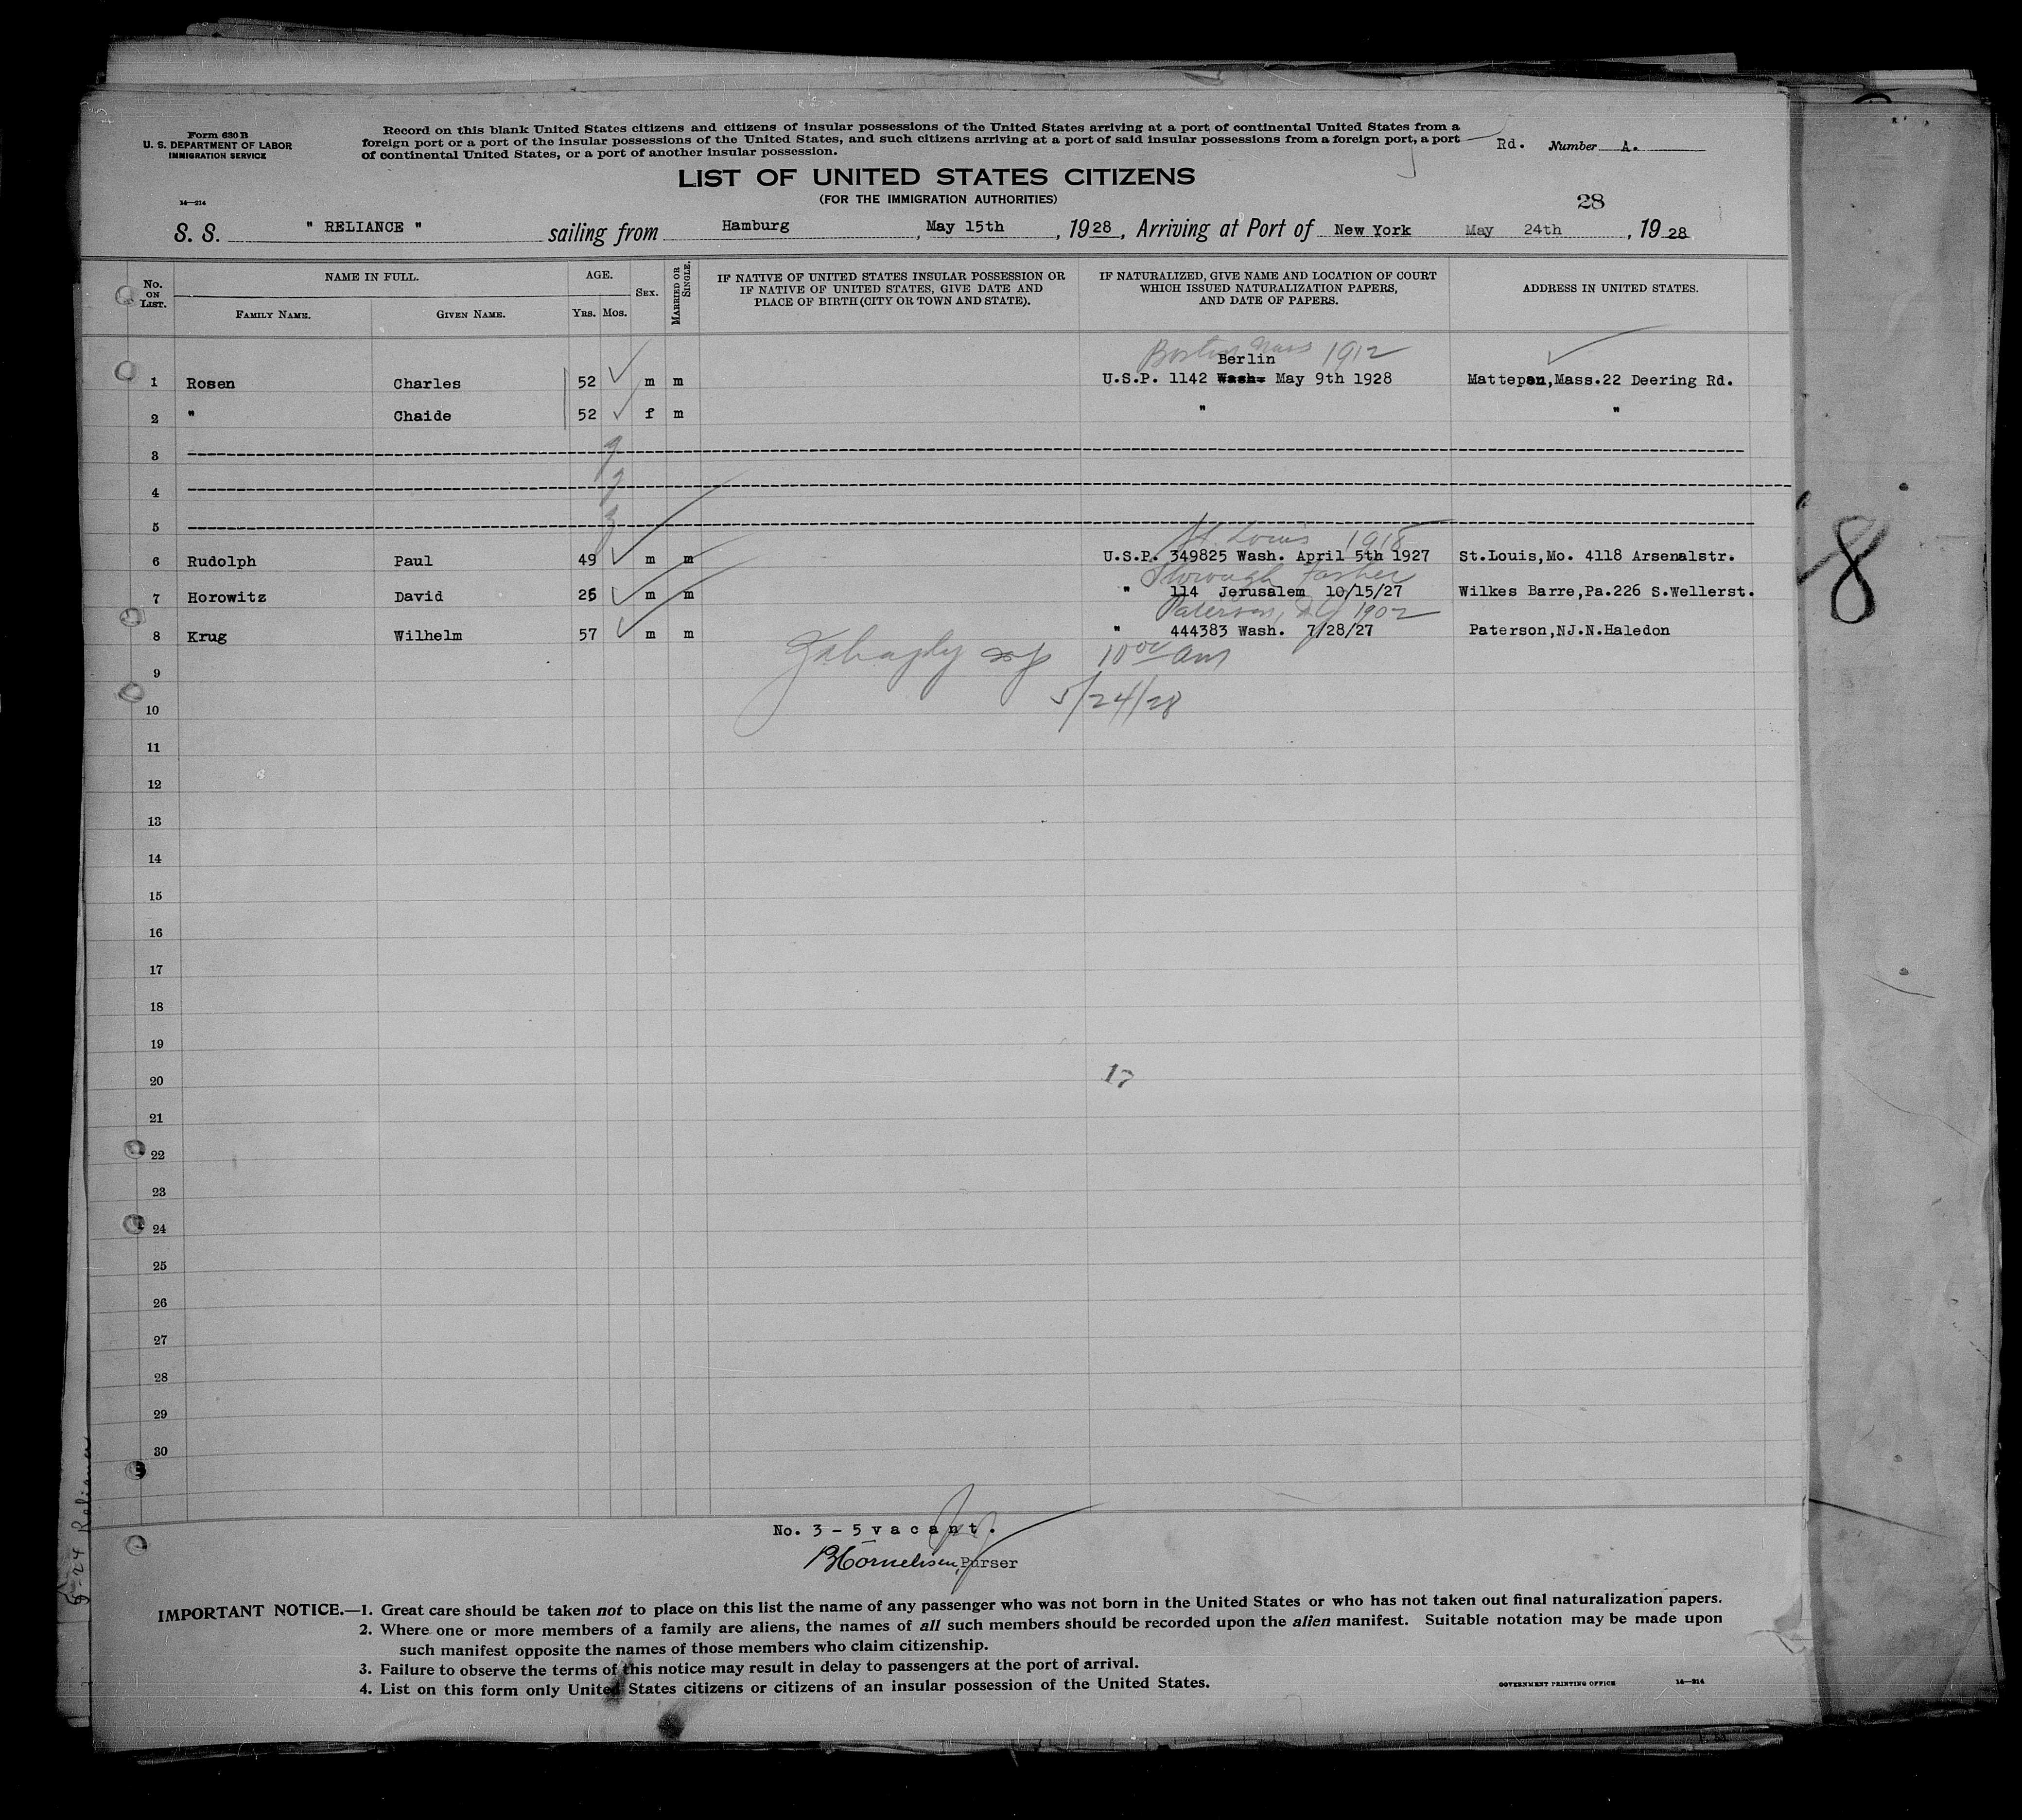 Form 630 B
U. S. DEPARTMENT OF LABOR
IMMIGRATION SERVICE
14—214
Record on this blank United States citizens and citizens of insular possessions of the United States arriving at a port of continental United States from a
foreign port or a port of the insular possessions of the United States, and such citizens arriving at a port of said insular possessions from a foreign port, a port
of continental United States, or a port of another insular possession.
Rd. Number A.
LIST OF UNITED STATES CITIZENS
(FOR THE IMMIGRATION AUTHORITIES)
28
S. S. " RELIANCE " sailing from Hamburg, May 15th, 1928, Arriving at Port of New York May 24th, 1928
No. ON LIST. NAME IN FULL. AGE. SEX. MARRIED OR SINGLE. IF NATIVE OF UNITED STATES INSULAR POSSESSION OR IF NATIVE OF UNITED STATES, GIVE DATE AND PLACE OF BIRTH (CITY OR TOWN AND STATE). IF NATURALIZED, GIVE NAME AND LOCATION OF COURT WHICH ISSUED NATURALIZATION PAPERS, AND DATE OF PAPERS. ADDRESS IN UNITED STATES.
FAMILY NAME. GIVEN NAME. YRS. MOS.
Boston Mass 1912
Berlin
1 Rosen Charles 52 m m U.S.P. 1142 Wash. May 9th 1928 Mattepan,Mass.22 Deering Rd.
2 " Chaide 52 f m " "
3
4
5
St. Louis 1918
6 Rudolph Paul 49 m m U.S.P. 349825 Wash. April 5th 1927 St.Louis,Mo. 4118 Arsenalstr.
Through Father
7 Horowitz David 25 m m " 114 Jerusalem 10/15/27 Wilkes Barre,Pa.226 S.Wellerst.
Paterson, NJ 1902
8 Krug Wilhelm 57 m m " 444383 Wash. 7/28/27 Paterson,NJ.N.Haledon
10 00 am
9
5/24/28
10
11
12
13
14
15
16
17
18
19
20 17
21
22
23
24
25
26
27
28
29
30
8
No. 3 - 5 vacant.
Purser
IMPORTANT NOTICE.—1. Great care should be taken not to place on this list the name of any passenger who was not born in the United States or who has not taken out final naturalization papers.
2. Where one or more members of a family are aliens, the names of all such members should be recorded upon the alien manifest. Suitable notation may be made upon
such manifest opposite the names of those members who claim citizenship.
3. Failure to observe the terms of this notice may result in delay to passengers at the port of arrival.
4. List on this form only United States citizens or citizens of an insular possession of the United States.
GOVERNMENT PRINTING OFFICE 14—214
5-24 Reliance